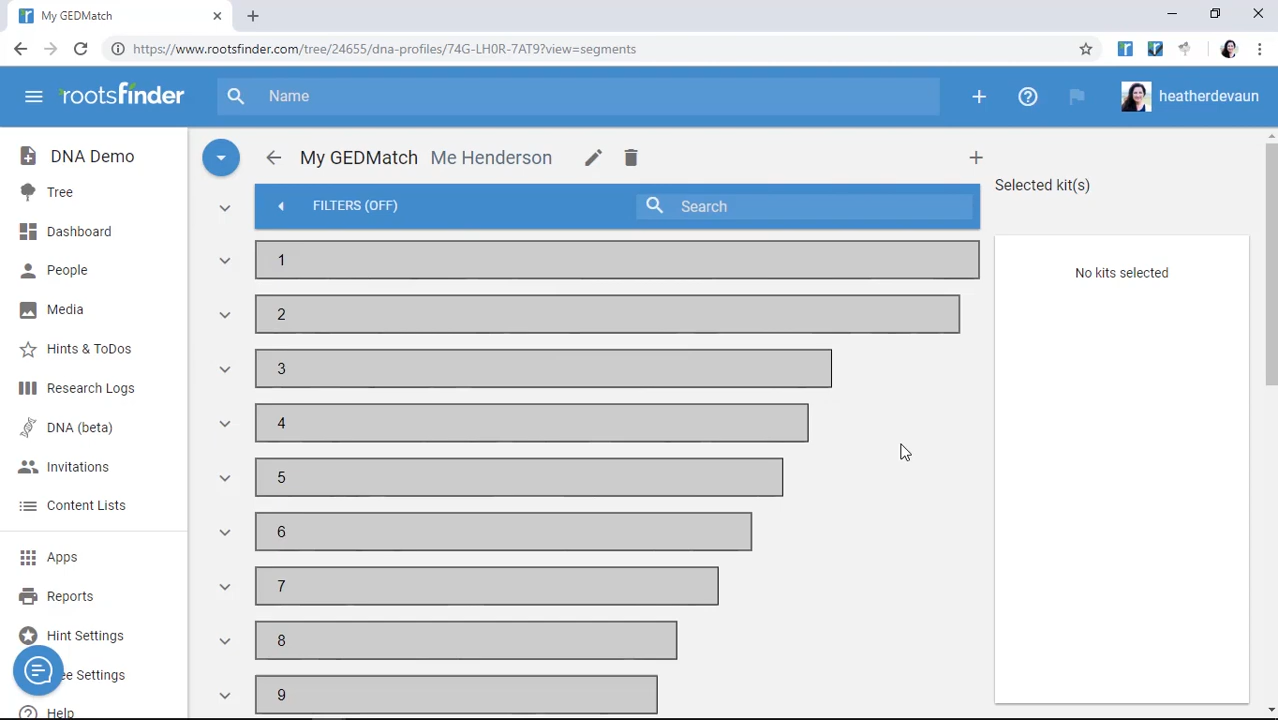 My GEDMatch
https://www.rootsfinder.com/tree/24655/dna-profiles/74G-LH0R-7AT9?view=segments
rootsfinder
Name
heatherdevaun
DNA Demo
Tree
Dashboard
People
Media
Hints & ToDos
Research Logs
DNA (beta)
Invitations
Content Lists
Apps
Reports
Hint Settings
ee Settings
Help
My GEDMatch Me Henderson
FILTERS (OFF)
Search
1
2
3
4
5
6
7
8
9
Selected kit(s)
No kits selected